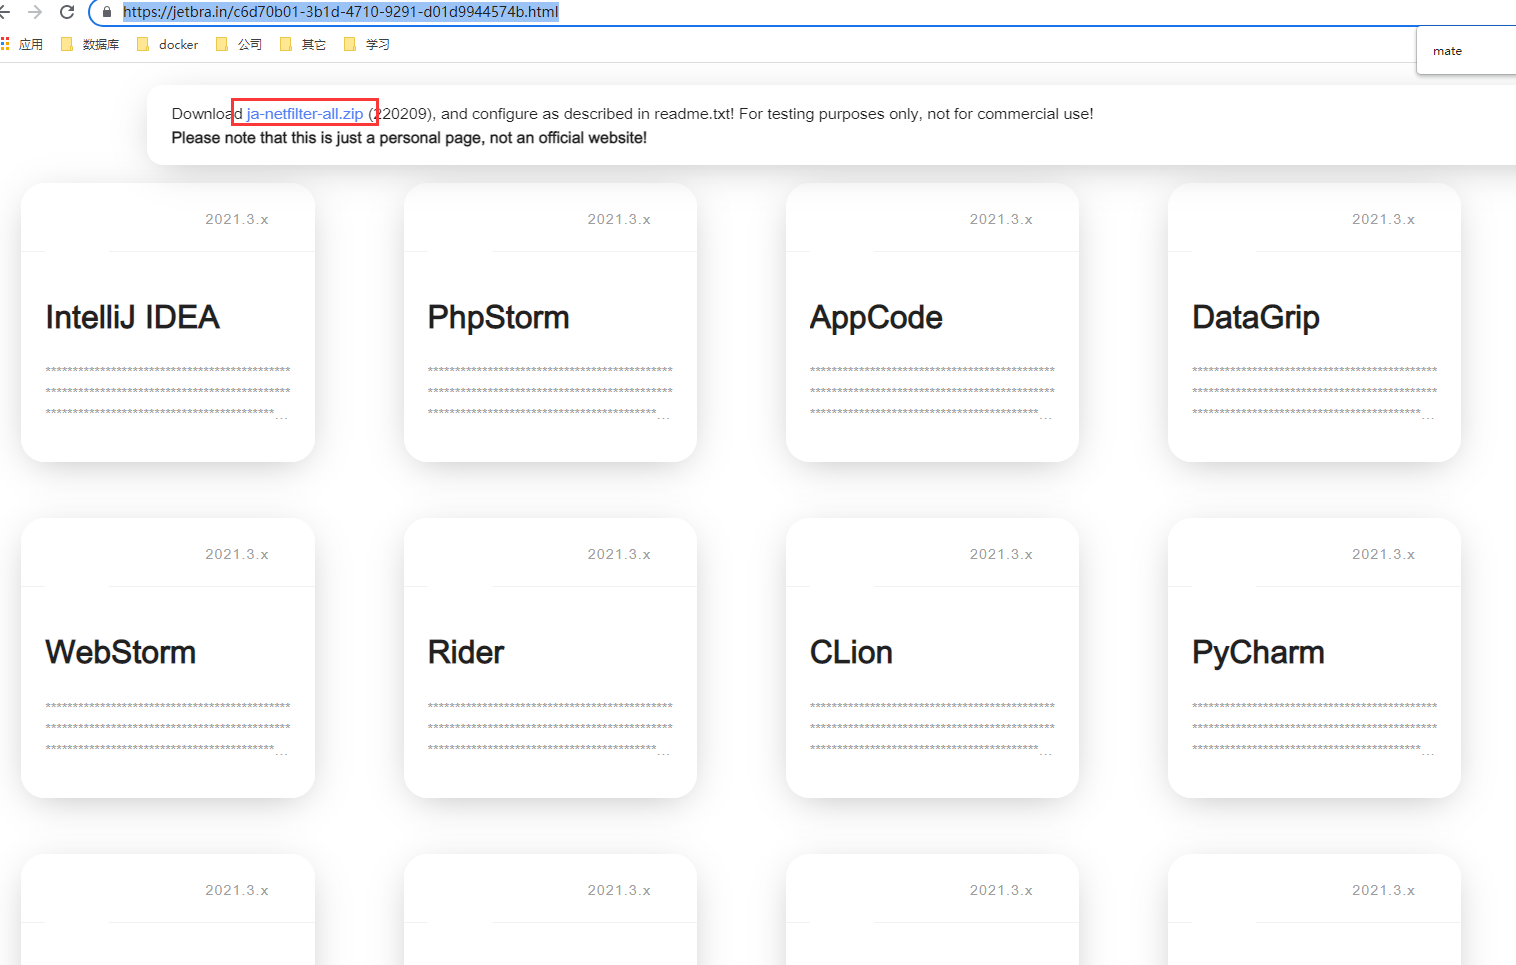 https://jetbra.in/c6d70b01-3b1d-4710-9291-d01d9944574b.html
应用 数据库 docker 公司 其它 学习
mate
Download ja-netfilter-all.zip (220209), and configure as described in readme.txt! For testing purposes only, not for commercial use!
Please note that this is just a personal page, not an official website!
2021.3.x 2021.3.x 2021.3.x 2021.3.x
IntelliJ IDEA PhpStorm AppCode DataGrip
2021.3.x 2021.3.x 2021.3.x 2021.3.x
WebStorm Rider CLion PyCharm
2021.3.x 2021.3.x 2021.3.x 2021.3.x